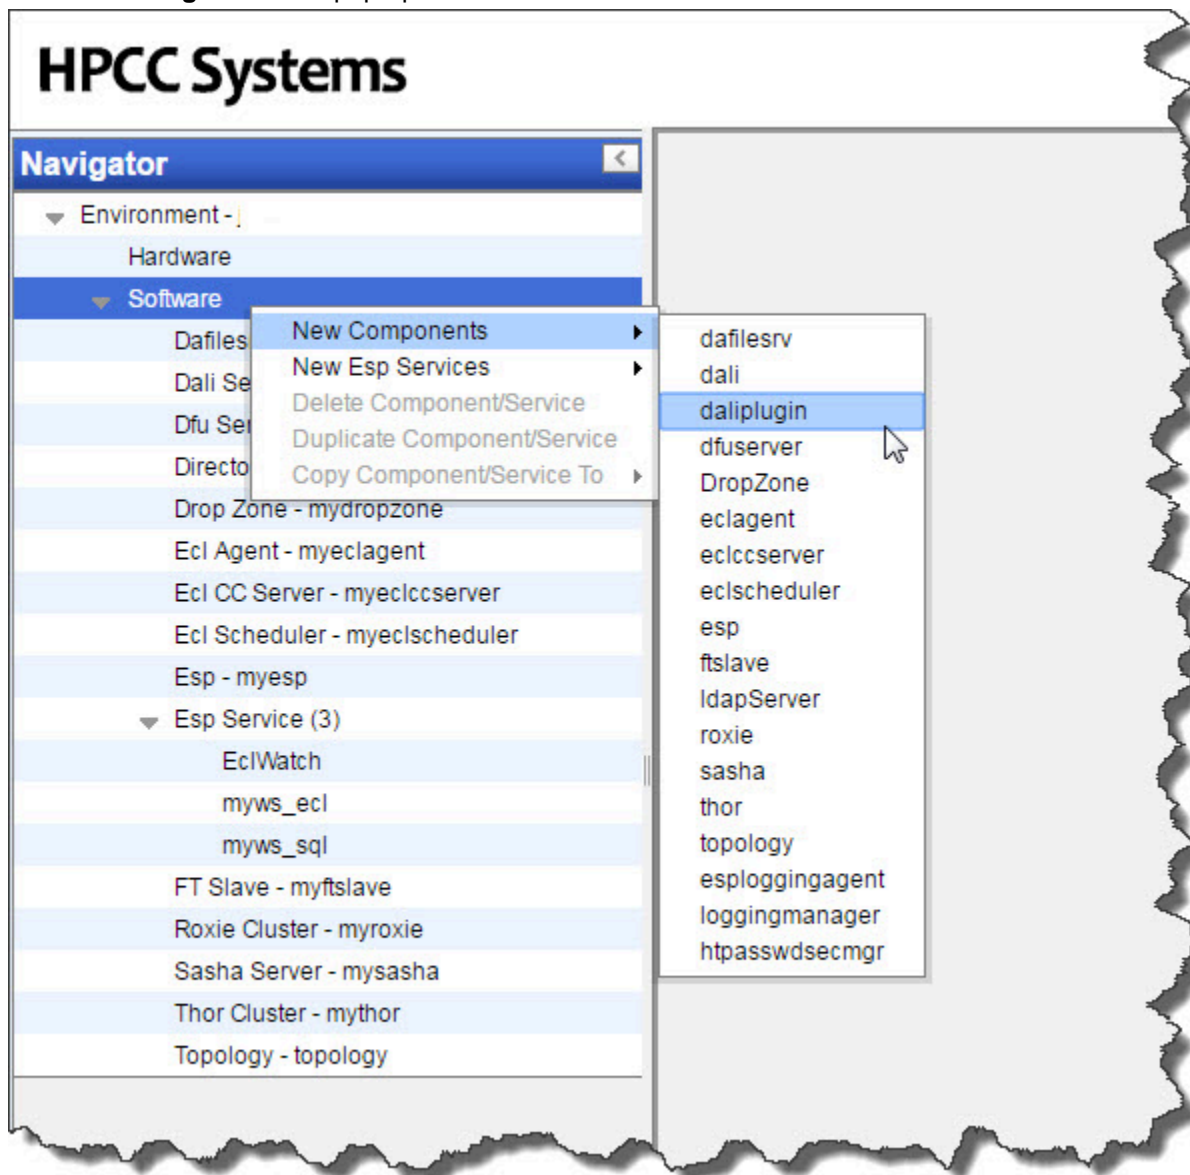 HPCC Systems
Navigator
Environment -
Hardware
Software
New Components
New Esp Services
Delete Component/Service
Duplicate Component/Service
Copy Component/Service To
dafilesrv
dali
daliplugin
dfuserver
DropZone
eclagent
eclccserver
eclscheduler
esp
ftslave
ldapServer
roxie
sasha
thor
topology
esploggingagent
loggingmanager
htpasswdsecmgr
Dafiles
Dali Se
Dfu Ser
Directo
Drop Zone - mydropzone
Ecl Agent - myeclagent
Ecl CC Server - myeclccserver
Ecl Scheduler - myeclscheduler
Esp - myesp
Esp Service (3)
EclWatch
myws_ecl
myws_sql
FT Slave - myftslave
Roxie Cluster - myroxie
Sasha Server - mysasha
Thor Cluster - mythor
Topology - topology